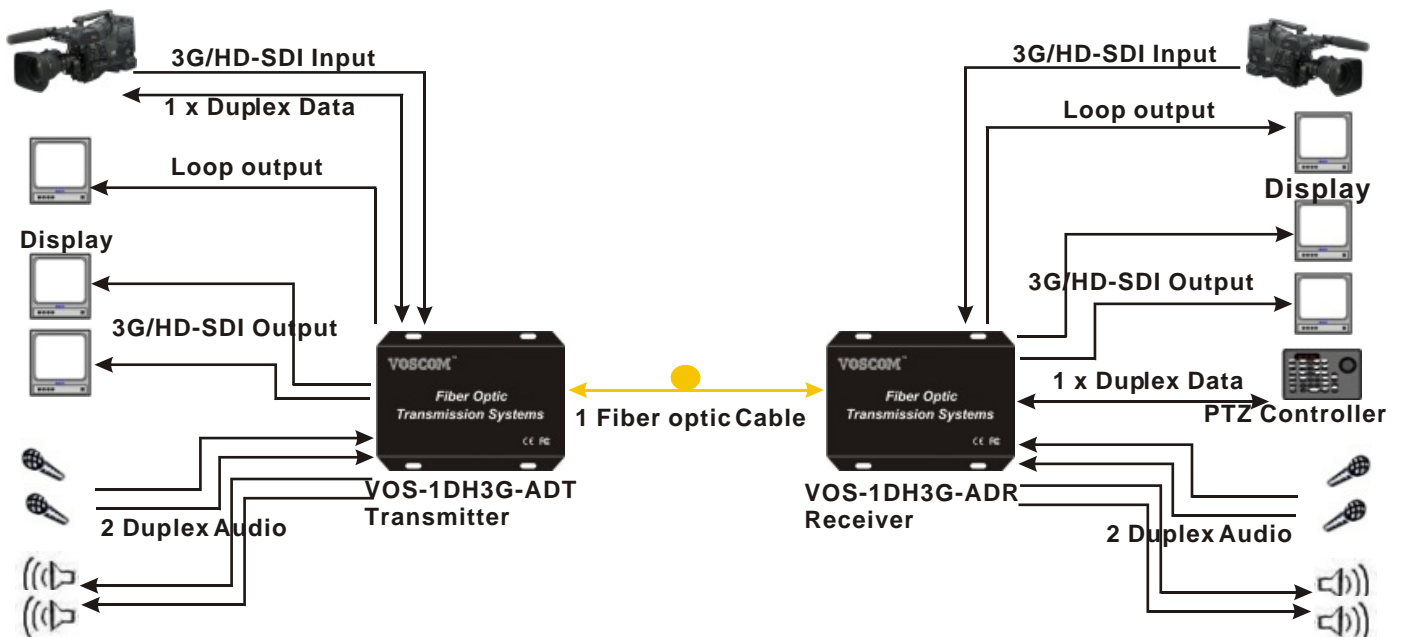 3G/HD-SDI Input
1 x Duplex Data
Loop output
Display
3G/HD-SDI Output
VOSCOM™
Fiber Optic
Transmission Systems
CE FC
VOS-1DH3G-ADT
Transmitter
2 Duplex Audio
1 Fiber optic Cable
3G/HD-SDI Input
Loop output
Display
3G/HD-SDI Output
VOSCOM™
Fiber Optic
Transmission Systems
CE FC
1 x Duplex Data
PTZ Controller
VOS-1DH3G-ADR
Receiver
2 Duplex Audio